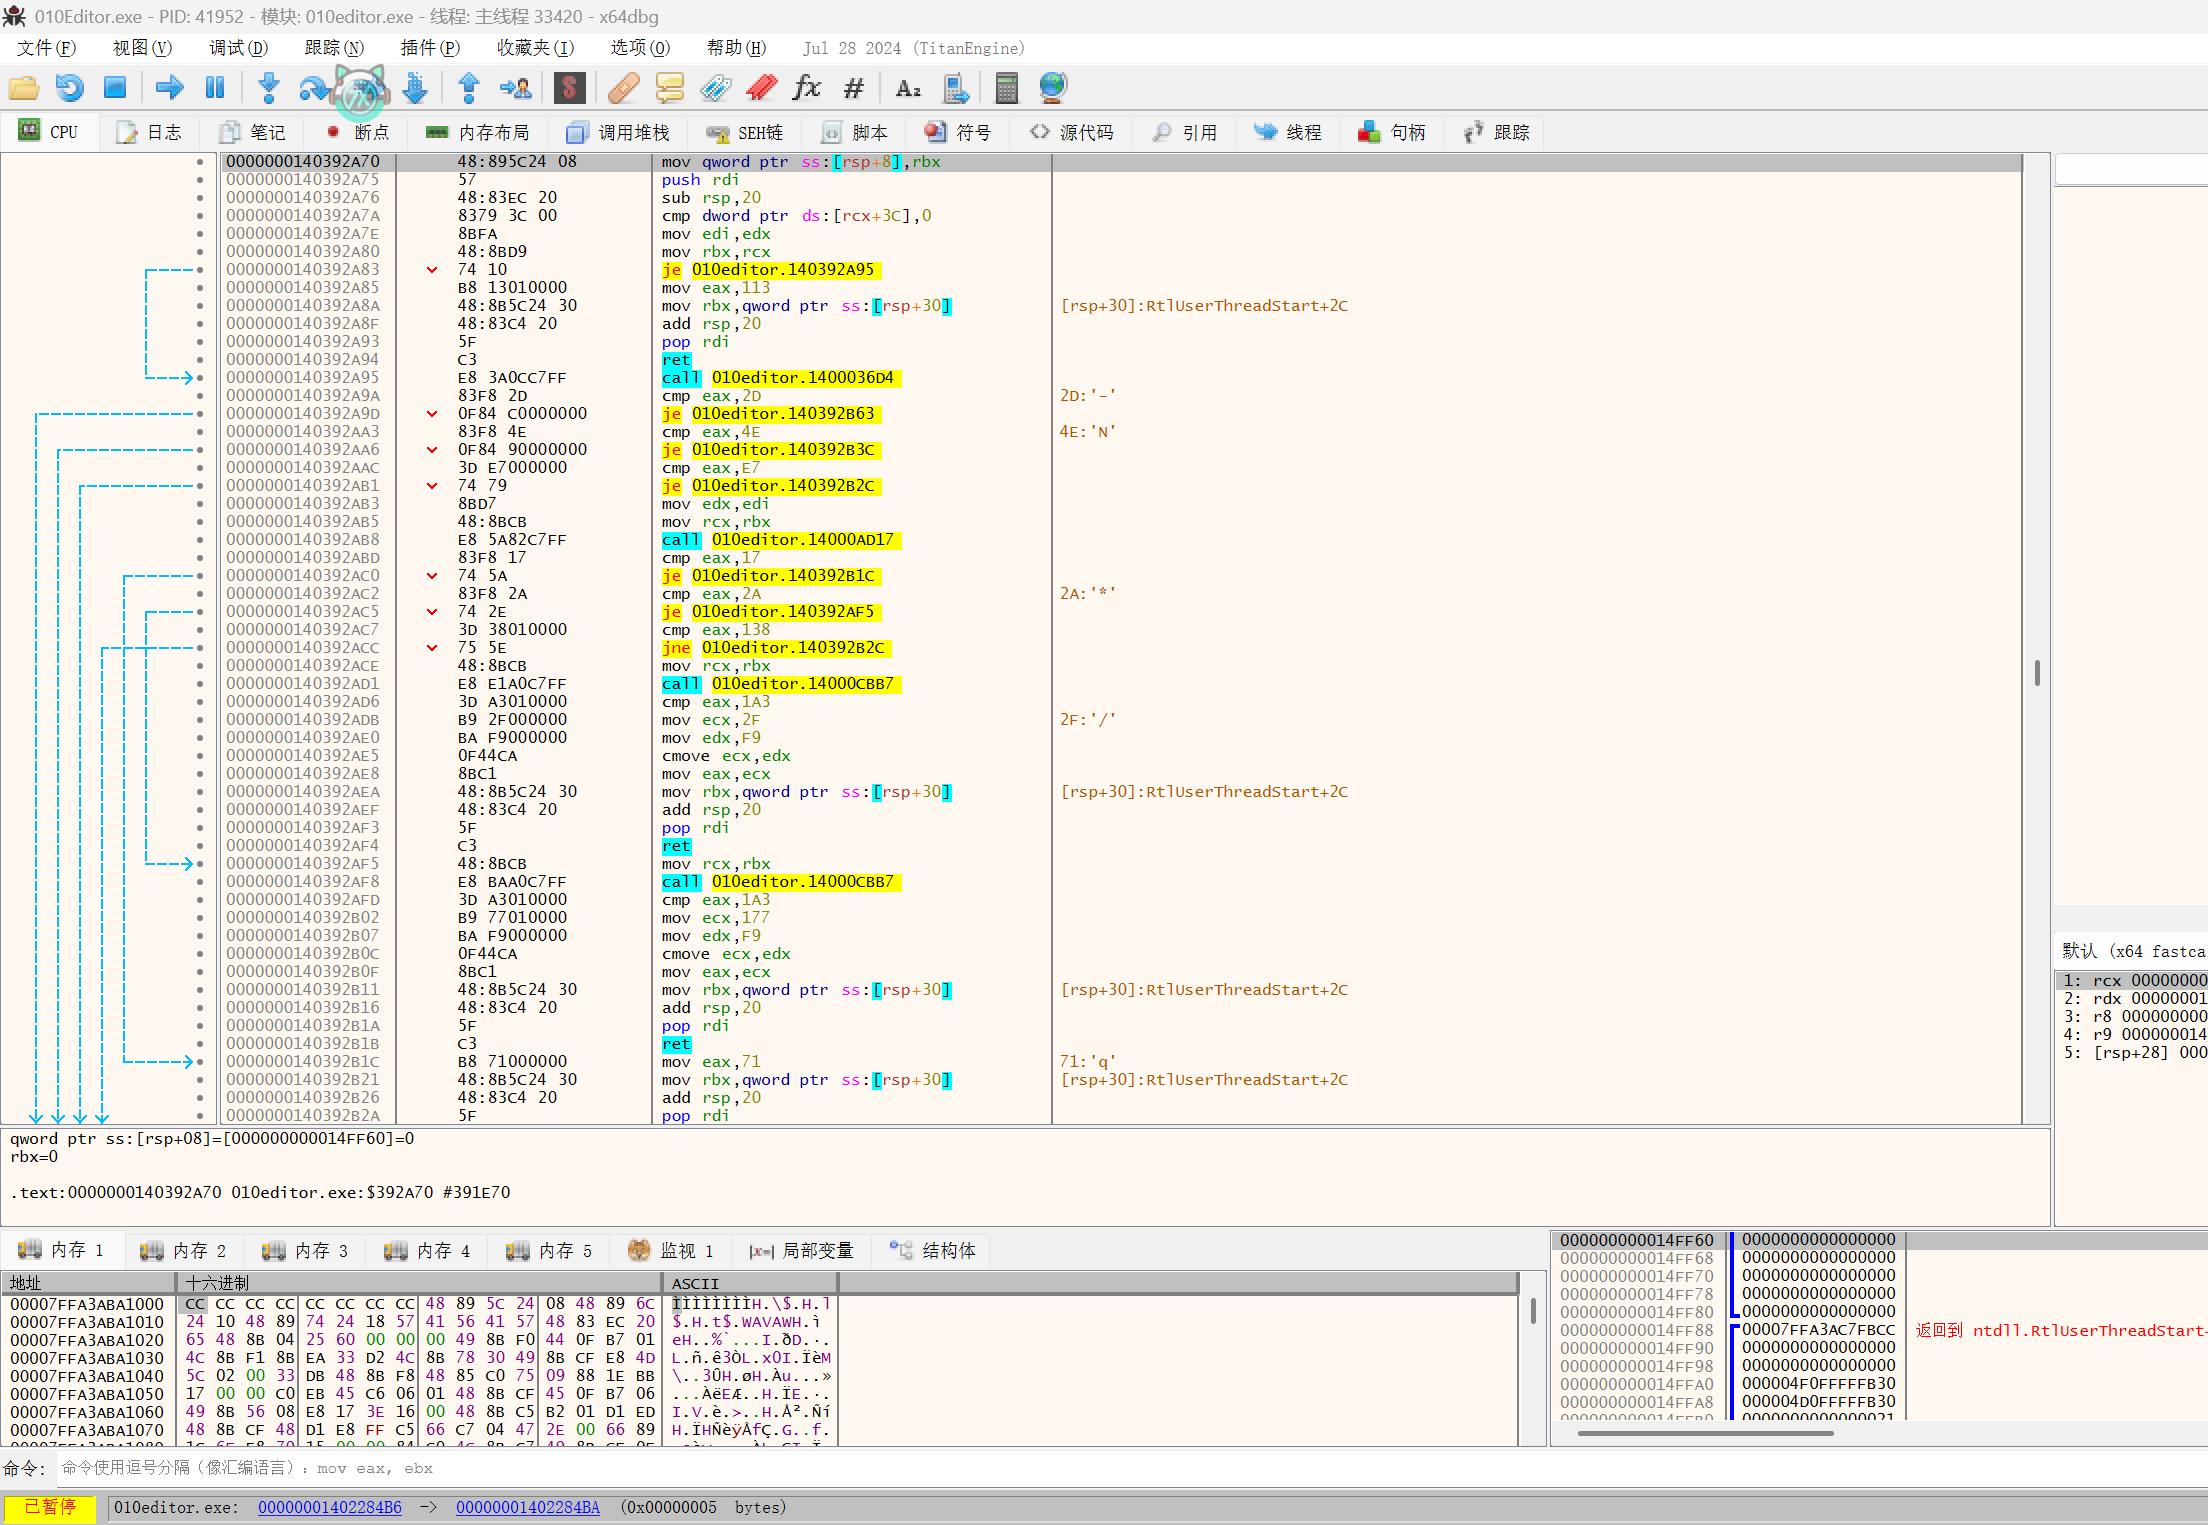 010Editor.exe - PID: 41952 - 模块: 010editor.exe - 线程: 主线程 33420 - x64dbg
文件(F) 视图(V) 调试(D) 跟踪(N) 插件(P) 收藏夹(I) 选项(O) 帮助(H) Jul 28 2024 (TitanEngine)
CPU 日志 笔记 断点 内存布局 调用堆栈 SEH链 脚本 符号 源代码 引用 线程 句柄 跟踪
0000000140392A70 48:895C24 08 mov qword ptr ss:[rsp+8],rbx
0000000140392A75 57 push rdi
0000000140392A76 48:83EC 20 sub rsp,20
0000000140392A7A 8379 3C 00 cmp dword ptr ds:[rcx+3C],0
0000000140392A7E 8BFA mov edi,edx
0000000140392A80 48:8BD9 mov rbx,rcx
0000000140392A83 74 10 je 010editor.140392A95
0000000140392A85 B8 13010000 mov eax,113
0000000140392A8A 48:8B5C24 30 mov rbx,qword ptr ss:[rsp+30] [rsp+30]:RtlUserThreadStart+2C
0000000140392A8F 48:83C4 20 add rsp,20
0000000140392A93 5F pop rdi
0000000140392A94 C3 ret
0000000140392A95 E8 3A0CC7FF call 010editor.1400036D4
0000000140392A9A 83F8 2D cmp eax,2D 2D:'-'
0000000140392A9D 0F84 C0000000 je 010editor.140392B63
0000000140392AA3 83F8 4E cmp eax,4E 4E:'N'
0000000140392AA6 0F84 90000000 je 010editor.140392B3C
0000000140392AAC 3D E7000000 cmp eax,E7
0000000140392AB1 74 79 je 010editor.140392B2C
0000000140392AB3 8BD7 mov edx,edi
0000000140392AB5 48:8BCB mov rcx,rbx
0000000140392AB8 E8 5A82C7FF call 010editor.14000AD17
0000000140392ABD 83F8 17 cmp eax,17
0000000140392AC0 74 5A je 010editor.140392B1C
0000000140392AC2 83F8 2A cmp eax,2A 2A:'*'
0000000140392AC5 74 2E je 010editor.140392AF5
0000000140392AC7 3D 38010000 cmp eax,138
0000000140392ACC 75 5E jne 010editor.140392B2C
0000000140392ACE 48:8BCB mov rcx,rbx
0000000140392AD1 E8 E1A0C7FF call 010editor.14000CBB7
0000000140392AD6 3D A3010000 cmp eax,1A3
0000000140392ADB B9 2F000000 mov ecx,2F 2F:'/'
0000000140392AE0 BA F9000000 mov edx,F9
0000000140392AE5 0F44CA cmove ecx,edx
0000000140392AE8 8BC1 mov eax,ecx
0000000140392AEA 48:8B5C24 30 mov rbx,qword ptr ss:[rsp+30] [rsp+30]:RtlUserThreadStart+2C
0000000140392AEF 48:83C4 20 add rsp,20
0000000140392AF3 5F pop rdi
0000000140392AF4 C3 ret
0000000140392AF5 48:8BCB mov rcx,rbx
0000000140392AF8 E8 BAA0C7FF call 010editor.14000CBB7
0000000140392AFD 3D A3010000 cmp eax,1A3
0000000140392B02 B9 77010000 mov ecx,177
0000000140392B07 BA F9000000 mov edx,F9
0000000140392B0C 0F44CA cmove ecx,edx
0000000140392B0F 8BC1 mov eax,ecx
0000000140392B11 48:8B5C24 30 mov rbx,qword ptr ss:[rsp+30] [rsp+30]:RtlUserThreadStart+2C
0000000140392B16 48:83C4 20 add rsp,20
0000000140392B1A 5F pop rdi
0000000140392B1B C3 ret
0000000140392B1C B8 71000000 mov eax,71 71:'q'
0000000140392B21 48:8B5C24 30 mov rbx,qword ptr ss:[rsp+30] [rsp+30]:RtlUserThreadStart+2C
0000000140392B26 48:83C4 20 add rsp,20
0000000140392B2A 5F pop rdi
默认 (x64 fastca
1: rcx 00000000
2: rdx 00000001
3: r8 000000000
4: r9 000000014
5: [rsp+28] 000
qword ptr ss:[rsp+08]=[000000000014FF60]=0
rbx=0
.text:0000000140392A70 010editor.exe:$392A70 #391E70
内存 1 内存 2 内存 3 内存 4 内存 5 监视 1 局部变量 结构体
地址 十六进制 ASCII
00007FFA3ABA1000 CC CC CC CC CC CC CC CC 48 89 5C 24 08 48 89 6C ÌÌÌÌÌÌÌÌH.\$.H.l
00007FFA3ABA1010 24 10 48 89 74 24 18 57 41 56 41 57 48 83 EC 20 $.H.t$.WAVAWH.ì
00007FFA3ABA1020 65 48 8B 04 25 60 00 00 00 49 8B F0 44 0F B7 01 eH..%`...I.ðD.·.
00007FFA3ABA1030 4C 8B F1 8B EA 33 D2 4C 8B 78 30 49 8B CF E8 4D L.ñ.ê3ÒL.x0I.ÏèM
00007FFA3ABA1040 5C 02 00 33 DB 48 8B F8 48 85 C0 75 09 88 1E BB \..3ÛH.øH.Àu...»
00007FFA3ABA1050 17 00 00 C0 EB 45 C6 06 01 48 8B CF 45 0F B7 06 ...ÀëEÆ..H.ÏE.·.
00007FFA3ABA1060 49 8B 56 08 E8 17 3E 16 00 48 8B C5 B2 01 D1 ED I.V.è.>..H.Å².Ñí
00007FFA3ABA1070 48 8B CF 48 D1 E8 FF C5 66 C7 04 47 2E 00 66 89 H.ÏHÑèÿÅfÇ.G..f.
000000000014FF60 0000000000000000
000000000014FF68 0000000000000000
000000000014FF70 0000000000000000
000000000014FF78 0000000000000000
000000000014FF80 0000000000000000
000000000014FF88 00007FFA3AC7FBCC 返回到 ntdll.RtlUserThreadStart
000000000014FF90 0000000000000000
000000000014FF98 0000000000000000
000000000014FFA0 000004F0FFFFFB30
000000000014FFA8 000004D0FFFFFB30
命令: 命令使用逗号分隔（像汇编语言）: mov eax, ebx
已暂停 010editor.exe: 00000001402284B6 -> 00000001402284BA (0x00000005 bytes)